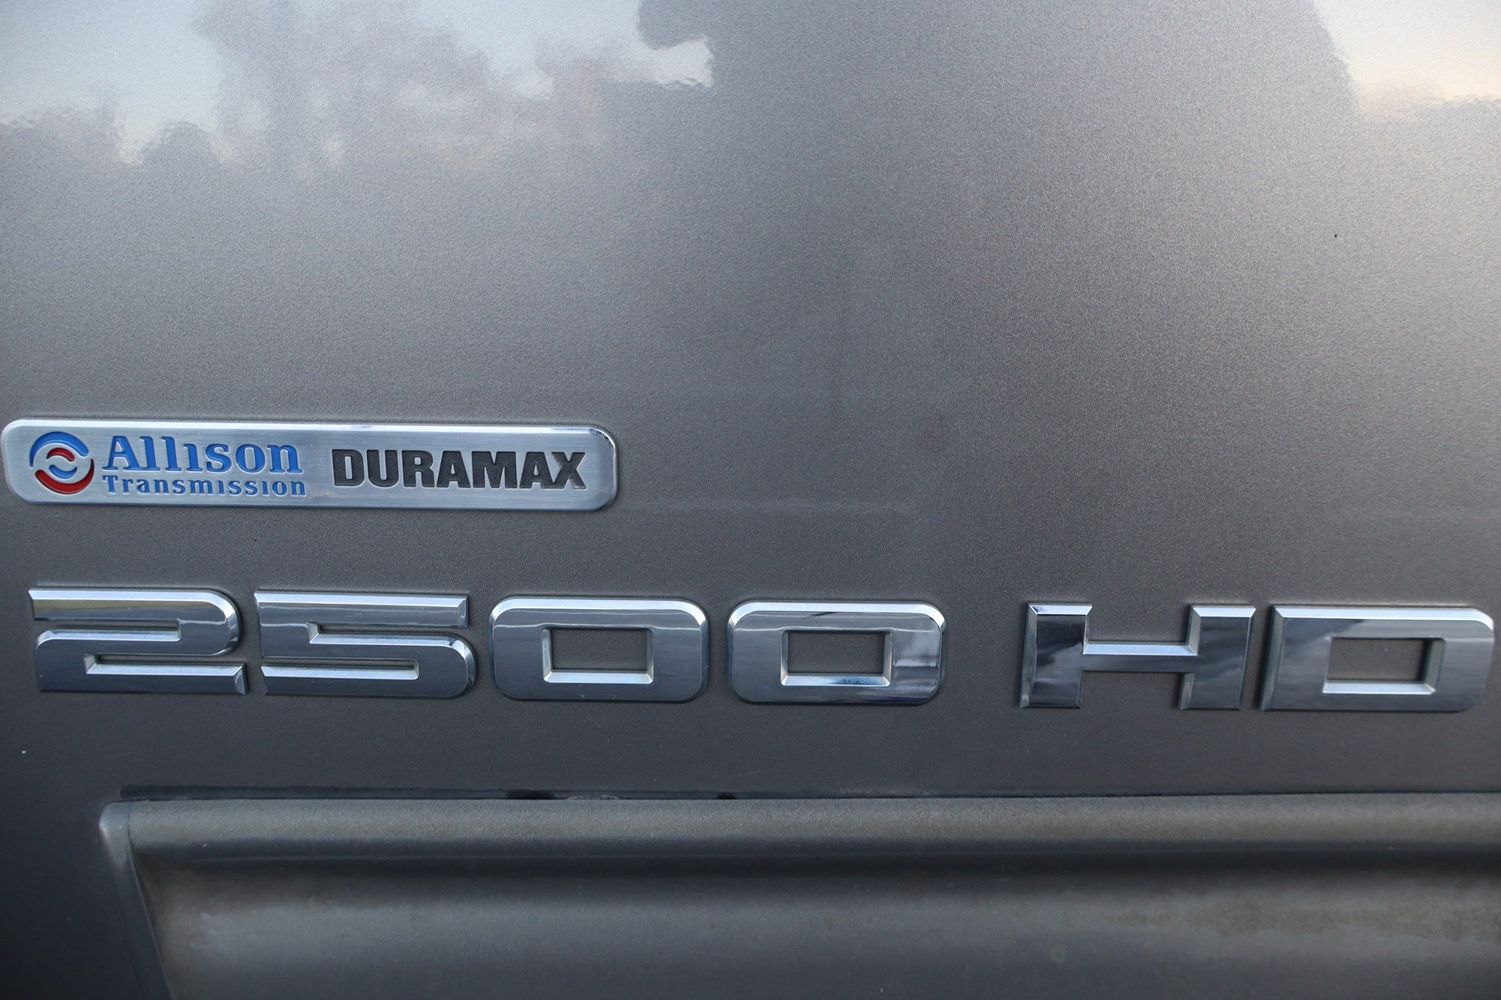 Allison DURAMAX
Transmission
2500 HD